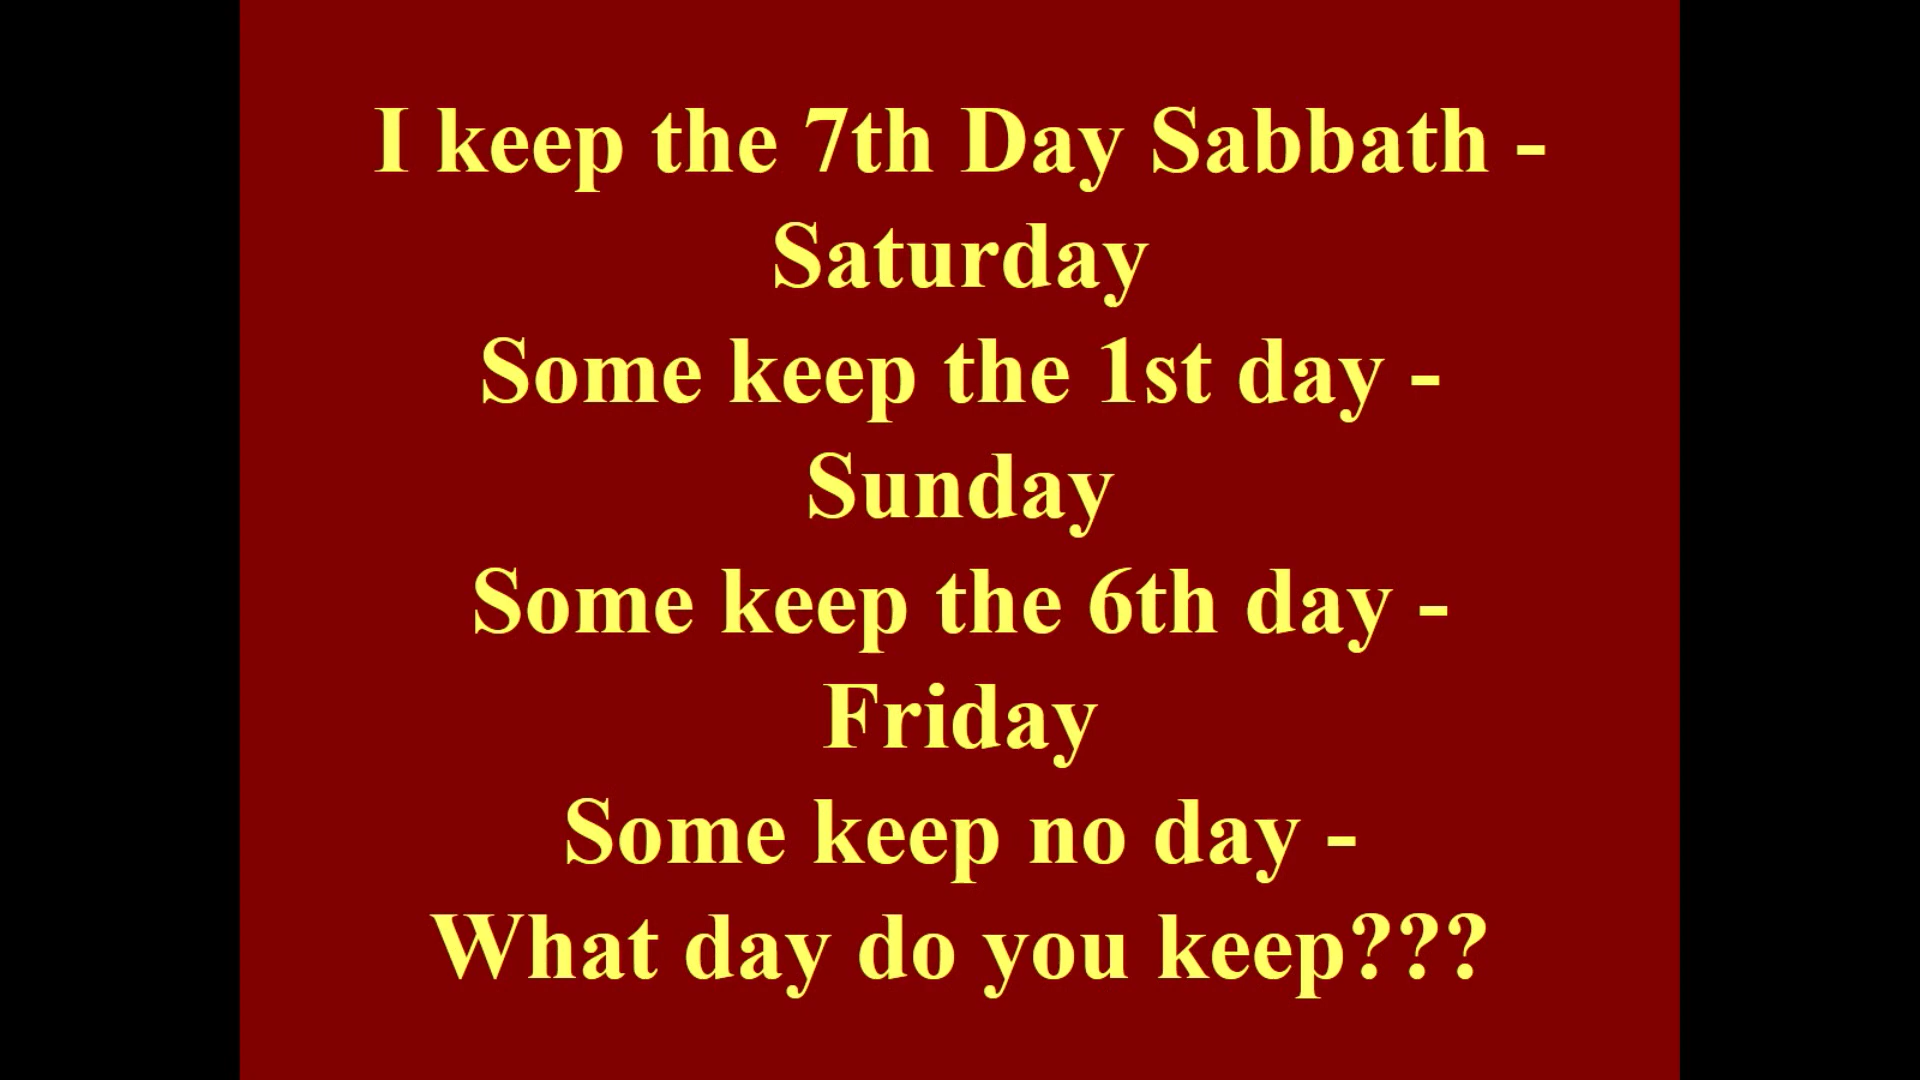 I keep the 7th Day Sabbath -
Saturday
Some keep the 1st day -
Sunday
Some keep the 6th day -
Friday
Some keep no day -
What day do you keep???